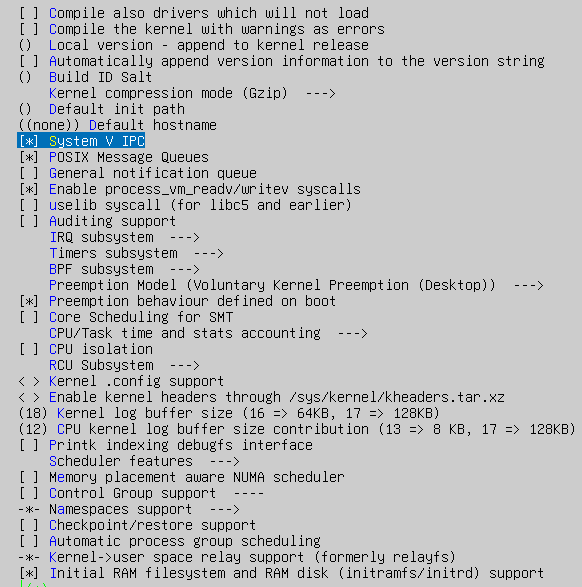 [ ] Compile also drivers which will not load
[ ] Compile the kernel with warnings as errors
() Local version - append to kernel release
[ ] Automatically append version information to the version string
() Build ID Salt
Kernel compression mode (Gzip)  --->
() Default init path
((none)) Default hostname
[*] System V IPC
[*] POSIX Message Queues
[ ] General notification queue
[*] Enable process_vm_readv/writev syscalls
[ ] uselib syscall (for libc5 and earlier)
[ ] Auditing support
IRQ subsystem  --->
Timers subsystem  --->
BPF subsystem  --->
Preemption Model (Voluntary Kernel Preemption (Desktop))  --->
[*] Preemption behaviour defined on boot
[ ] Core Scheduling for SMT
CPU/Task time and stats accounting  --->
[ ] CPU isolation
RCU Subsystem  --->
< > Kernel .config support
< > Enable kernel headers through /sys/kernel/kheaders.tar.xz
(18) Kernel log buffer size (16 => 64KB, 17 => 128KB)
(12) CPU kernel log buffer size contribution (13 => 8 KB, 17 => 128KB)
[ ] Printk indexing debugfs interface
Scheduler features  --->
[ ] Memory placement aware NUMA scheduler
[ ] Control Group support  ----
-*- Namespaces support  --->
[ ] Checkpoint/restore support
[ ] Automatic process group scheduling
-*- Kernel->user space relay support (formerly relayfs)
[*] Initial RAM filesystem and RAM disk (initramfs/initrd) support